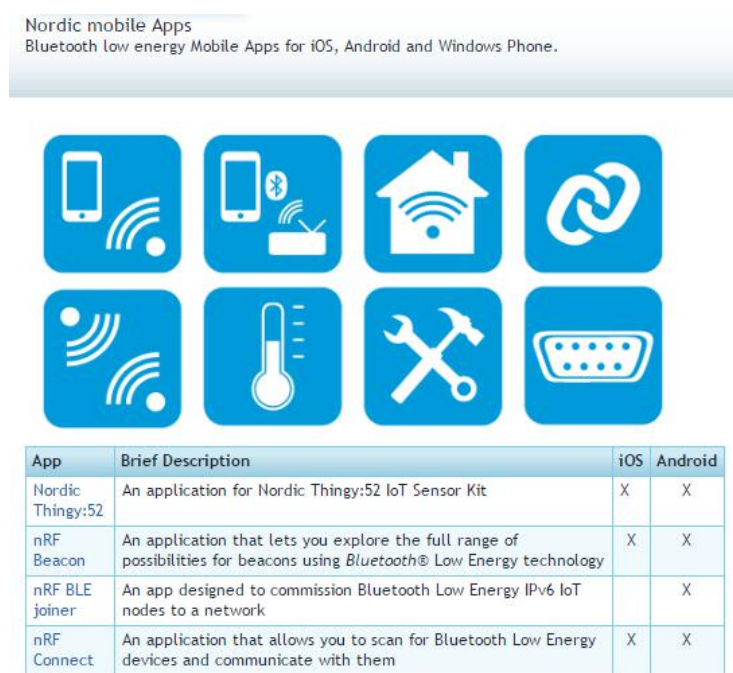 Nordic mobile Apps
Bluetooth low energy Mobile Apps for iOS, Android and Windows Phone.
App Brief Description iOS Android
Nordic Thingy:52 An application for Nordic Thingy:52 IoT Sensor Kit X X
nRF Beacon An application that lets you explore the full range of
possibilities for beacons using Bluetooth® Low Energy technology X X
nRF BLE joiner An app designed to commission Bluetooth Low Energy IPv6 IoT
nodes to a network X
nRF Connect An application that allows you to scan for Bluetooth Low Energy
devices and communicate with them X X